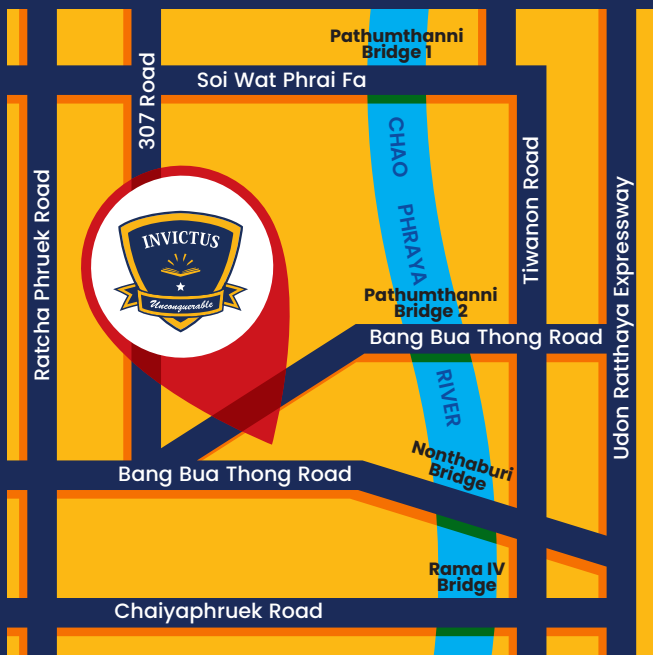 Pathumthanni
Bridge 1
Soi Wat Phrai Fa
307 Road
CHAO PHRAYA RIVER
Tiwanon Road
Ratcha Phruek Road
Udon Ratthaya Expressway
INVICTUS
Unconquerable
Pathumthanni
Bridge 2
Bang Bua Thong Road
Nonthaburi
Bridge
Bang Bua Thong Road
Rama IV
Bridge
Chaiyaphruek Road